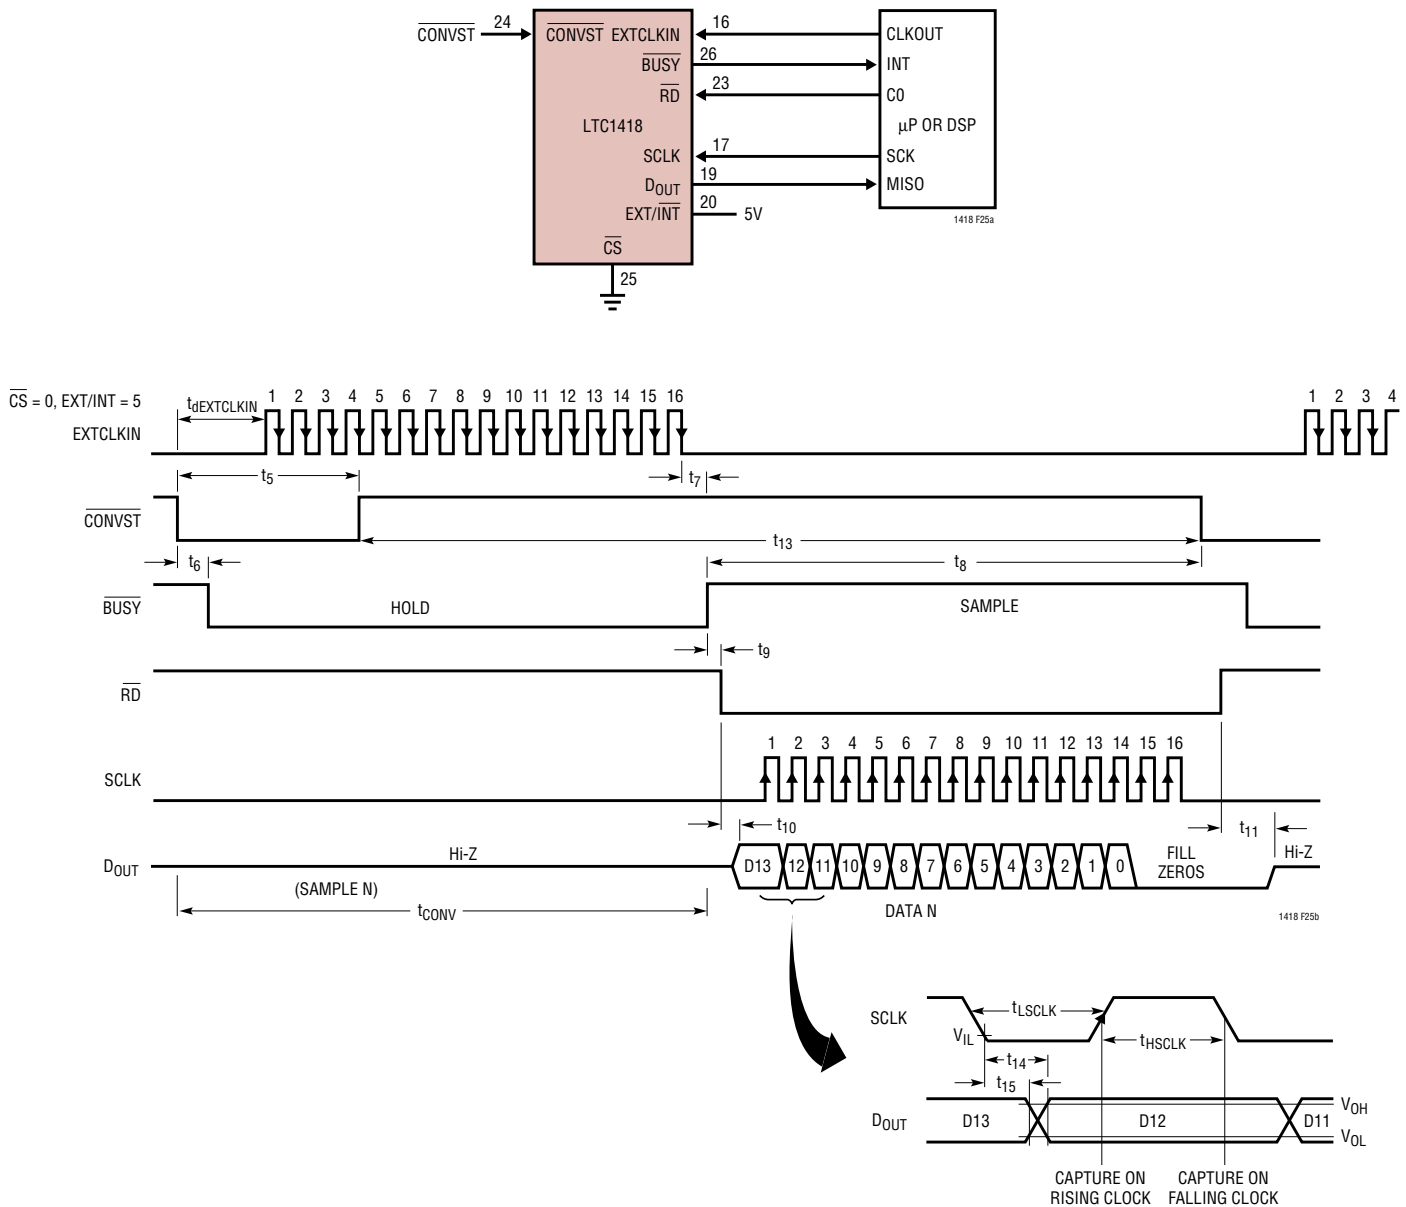 CONVST 24 CONVST EXTCLKIN 16 CLKOUT
BUSY 26 INT
RD 23 C0
LTC1418 µP OR DSP
SCLK 17 SCK
DOUT 19 MISO
EXT/INT 20 5V
1418 F25a
CS
25
CS = 0, EXT/INT = 5
tdEXTCLKIN 1 2 3 4 5 6 7 8 9 10 11 12 13 14 15 16 1 2 3 4
EXTCLKIN
t5 t7
CONVST
t13
t6 t8
BUSY HOLD SAMPLE
t9
RD
1 2 3 4 5 6 7 8 9 10 11 12 13 14 15 16
SCLK
t10 t11
DOUT Hi-Z D13 12 11 10 9 8 7 6 5 4 3 2 1 0 FILL ZEROS Hi-Z
(SAMPLE N)
tCONV DATA N 1418 F25b
SCLK tLSCLK
VIL tHSCLK
t14
t15
DOUT D13 D12 D11 VOH
VOL
CAPTURE ON RISING CLOCK
CAPTURE ON FALLING CLOCK